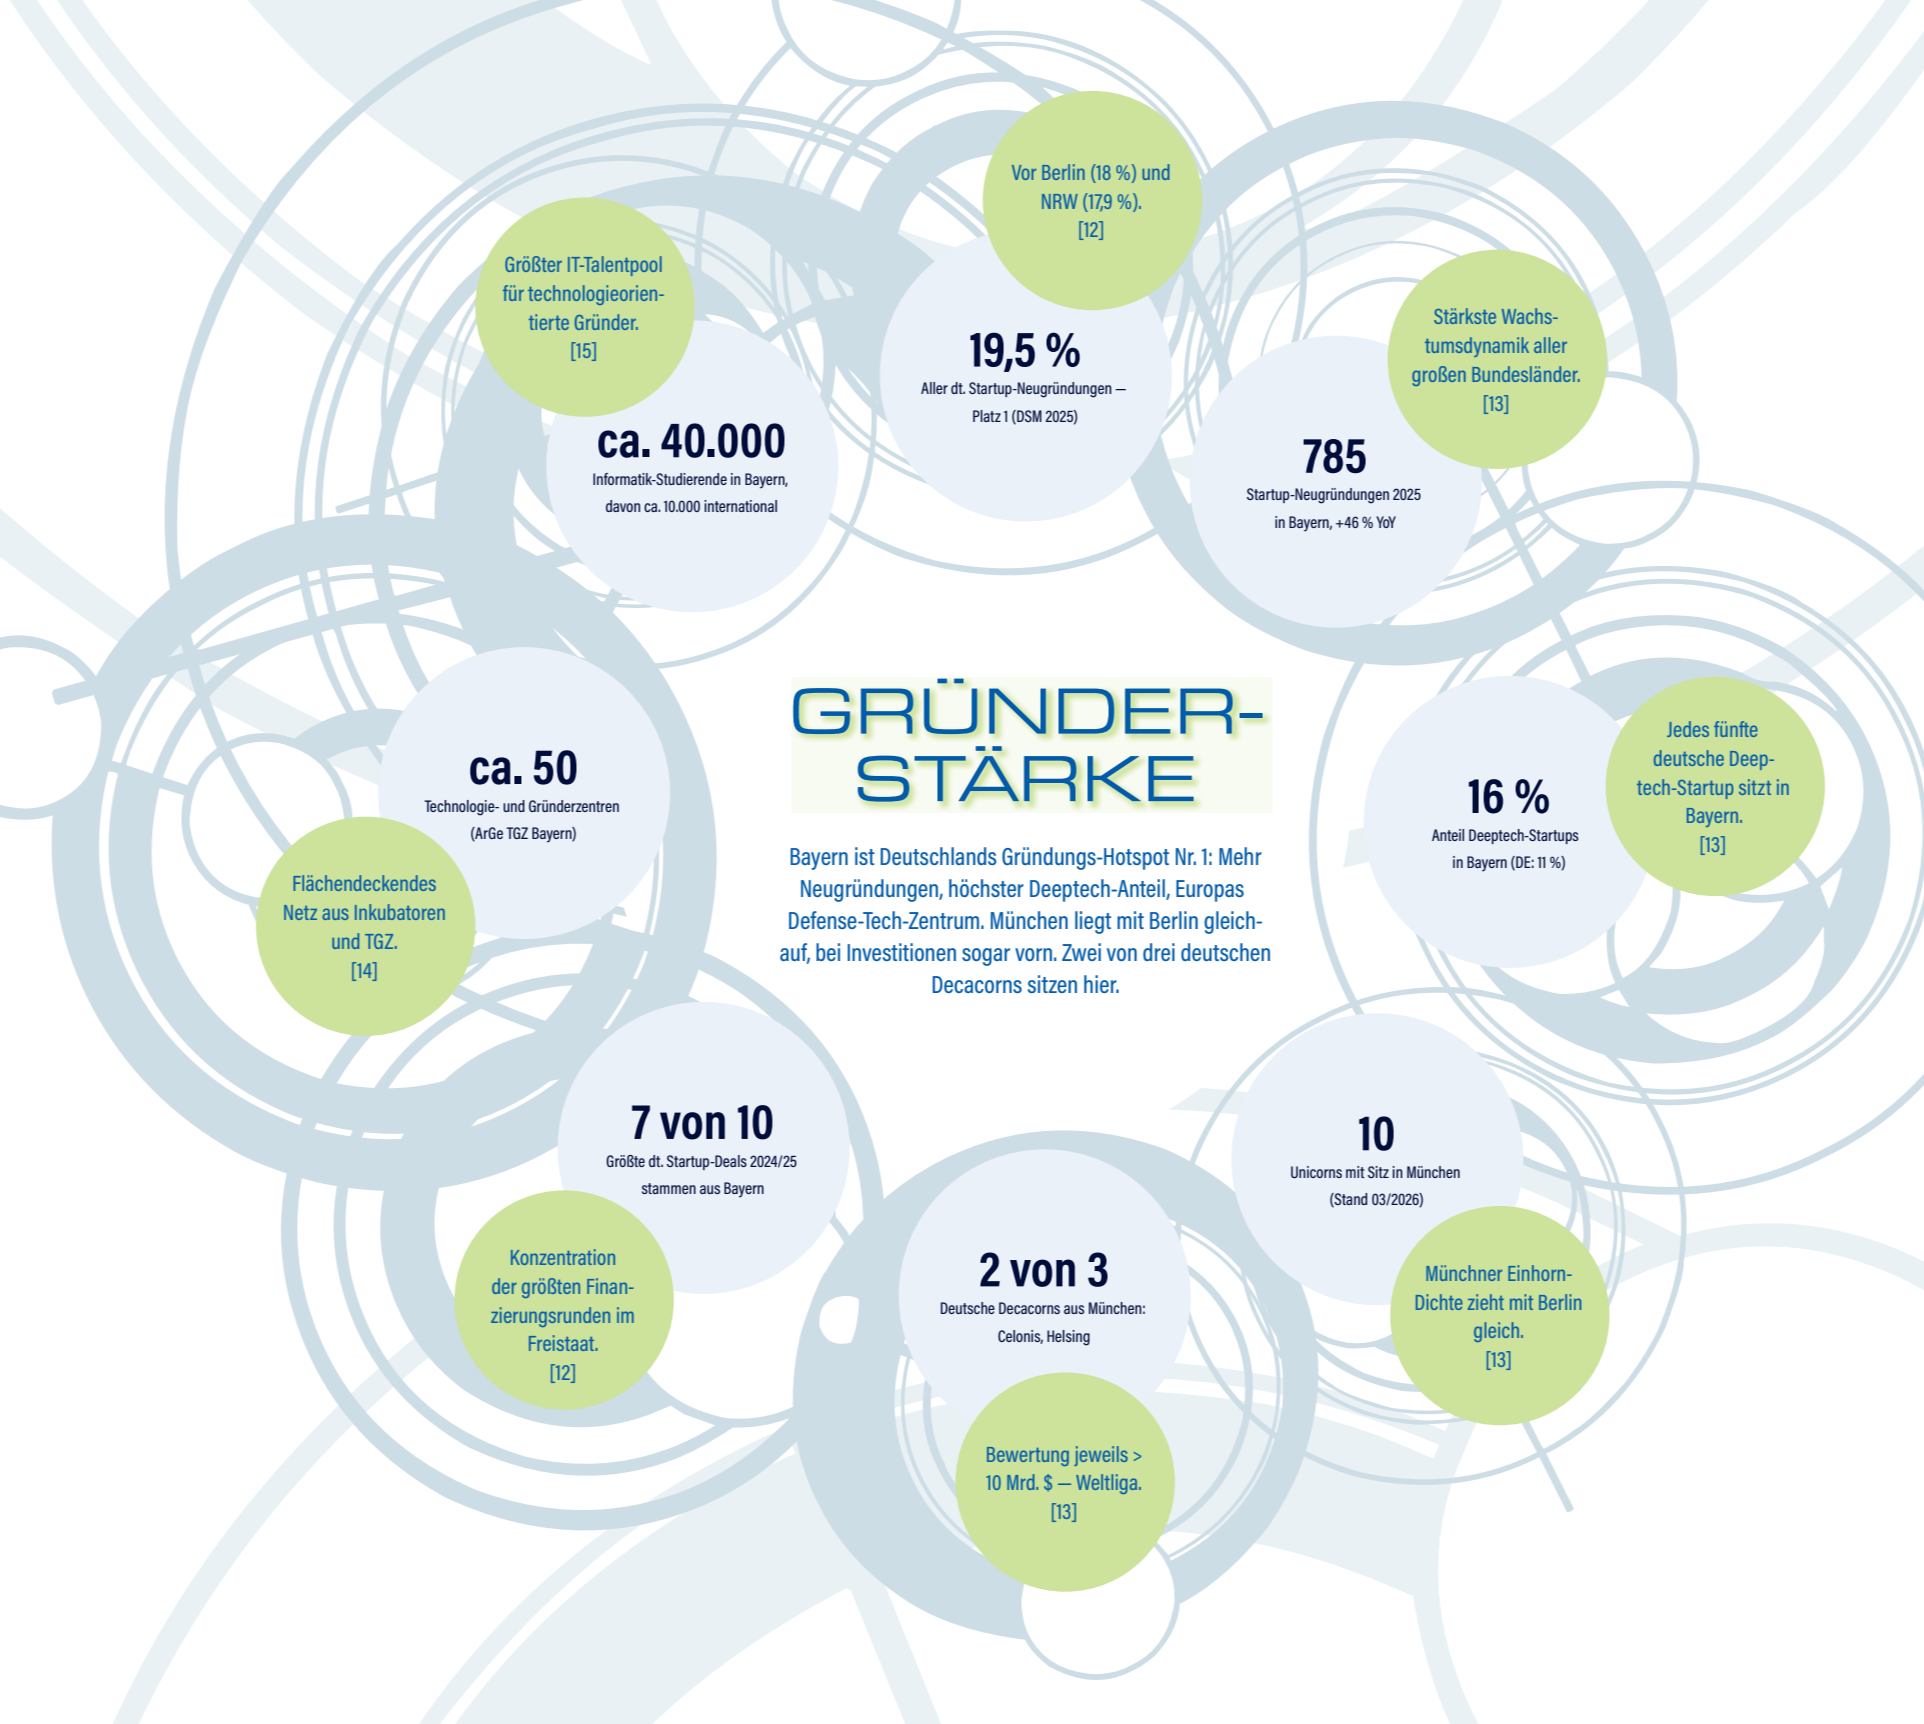 Vor Berlin (18 %) und
NRW (17,9 %).
[12]
19,5 %
Aller dt. Startup-Neugründungen —
Platz 1 (DSM 2025)
Stärkste Wachs-
tumsdynamik aller
großen Bundesländer.
[13]
785
Startup-Neugründungen 2025
in Bayern, +46 % YoY
Jedes fünfte
deutsche Deep-
tech-Startup sitzt in
Bayern.
[13]
16 %
Anteil Deeptech-Startups
in Bayern (DE: 11 %)
10
Unicorns mit Sitz in München
(Stand 03/2026)
Münchner Einhorn-
Dichte zieht mit Berlin
gleich.
[13]
2 von 3
Deutsche Decacorns aus München:
Celonis, Helsing
Bewertung jeweils >
10 Mrd. $ — Weltliga.
[13]
7 von 10
Größte dt. Startup-Deals 2024/25
stammen aus Bayern
Konzentration
der größten Finan-
zierungsrunden im
Freistaat.
[12]
ca. 50
Technologie- und Gründerzentren
(ArGe TGZ Bayern)
Flächendeckendes
Netz aus Inkubatoren
und TGZ.
[14]
Größter IT-Talentpool
für technologieorien-
tierte Gründer.
[15]
ca. 40.000
Informatik-Studierende in Bayern,
davon ca. 10.000 international
GRÜNDER-
STÄRKE
Bayern ist Deutschlands Gründungs-Hotspot Nr. 1: Mehr
Neugründungen, höchster Deeptech-Anteil, Europas
Defense-Tech-Zentrum. München liegt mit Berlin gleich-
auf, bei Investitionen sogar vorn. Zwei von drei deutschen
Decacorns sitzen hier.